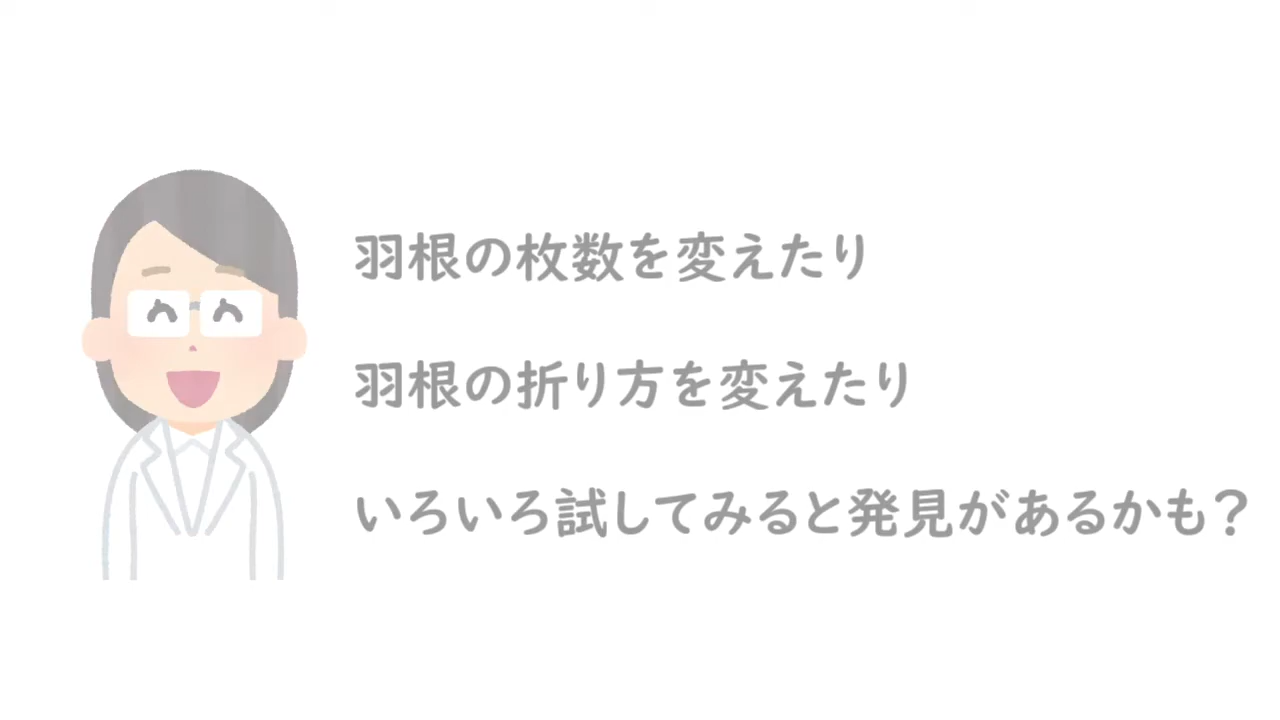 羽根の枚数を変えたり
羽根の折り方を変えたり
いろいろ試してみると発見があるかも？